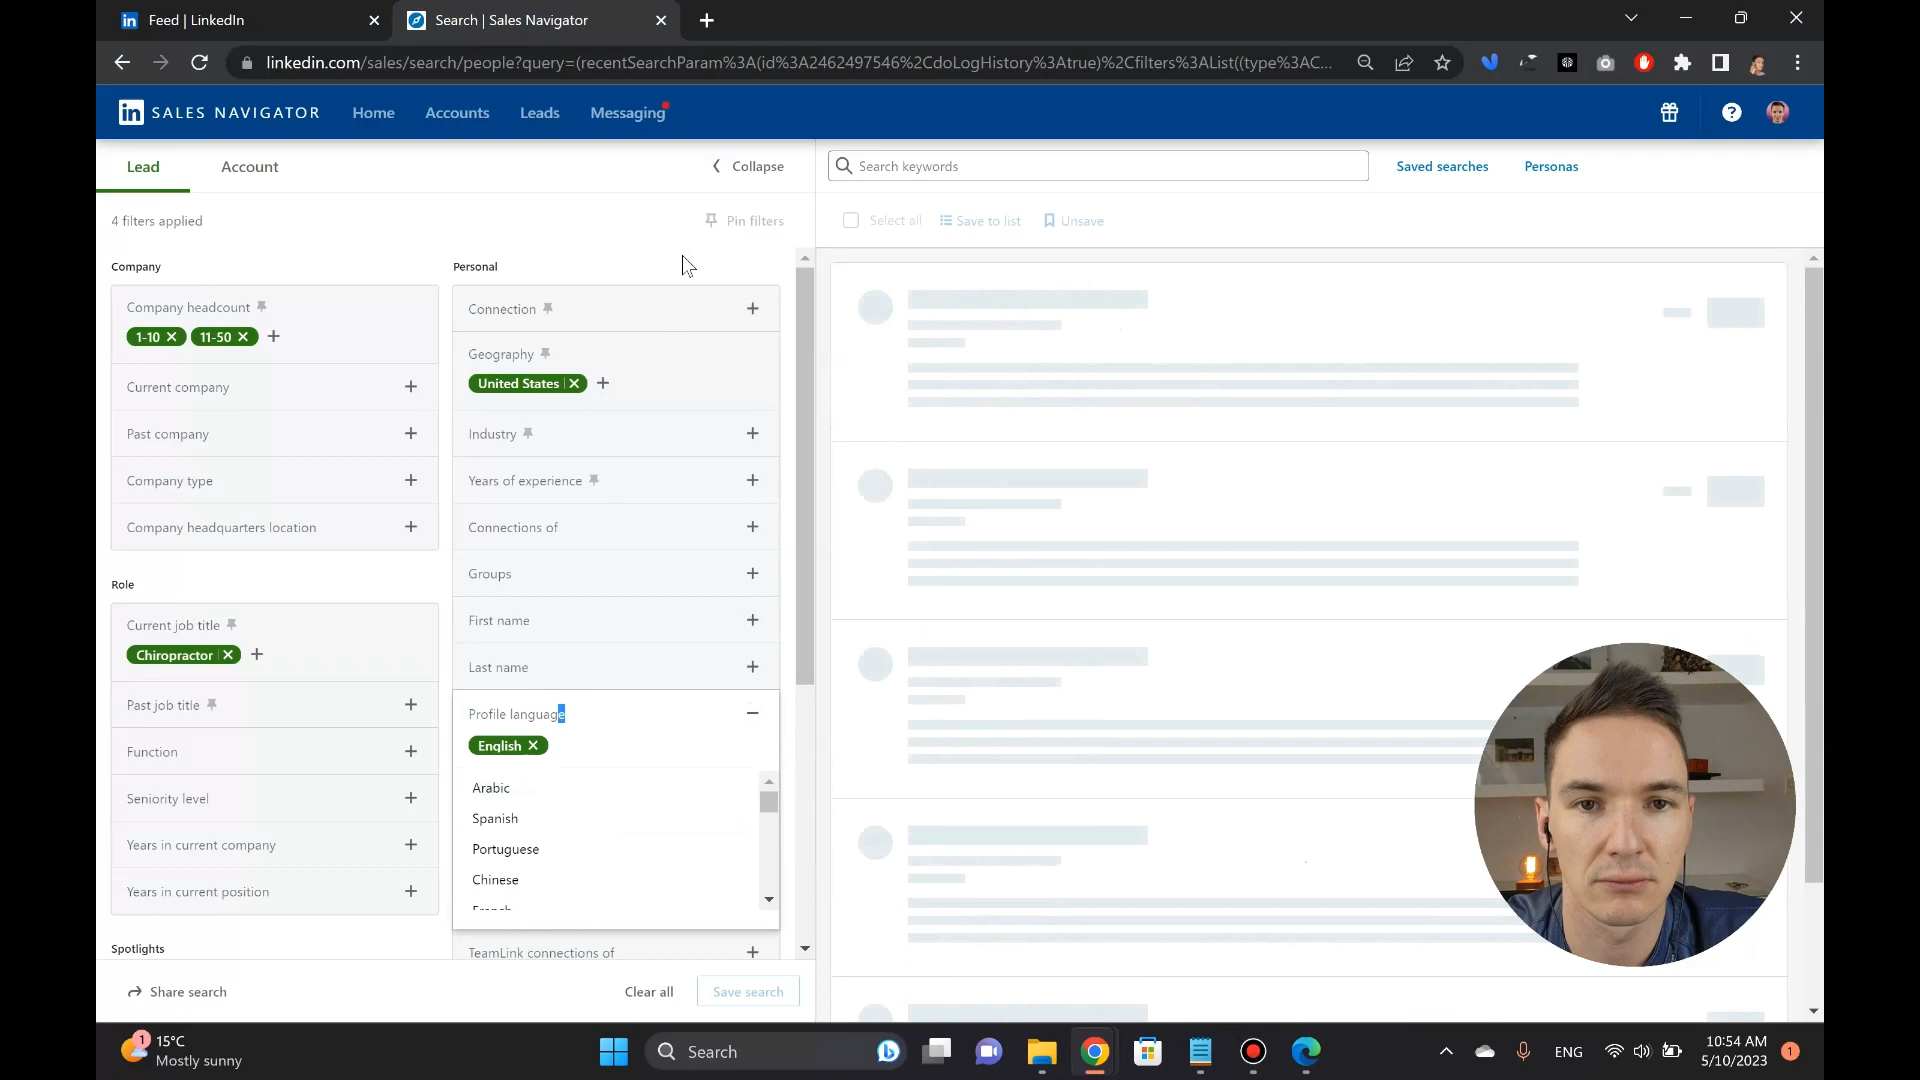 Feed | LinkedIn
Search | Sales Navigator
linkedin.com/sales/search/people?query=(recentSearchParam%3A(id%3A2462497546%2CdoLogHistory%3Atrue)%2Cfilters%3AList((type%3AC...
in SALES NAVIGATOR Home Accounts Leads Messaging
Lead Account Collapse
Search keywords Saved searches Personas
4 filters applied Pin filters
Select all Save to list Unsave
Company
Company headcount
1-10 11-50
Current company
Past company
Company type
Company headquarters location
Role
Current job title
Chiropractor
Past job title
Function
Seniority level
Years in current company
Years in current position
Spotlights
Personal
Connection
Geography
United States
Industry
Years of experience
Connections of
Groups
First name
Last name
Profile language
English
Arabic
Spanish
Portuguese
Chinese
French
TeamLink connections of
Share search Clear all Save search
1 15°C
Mostly sunny
Search
ENG
10:54 AM
5/10/2023
1